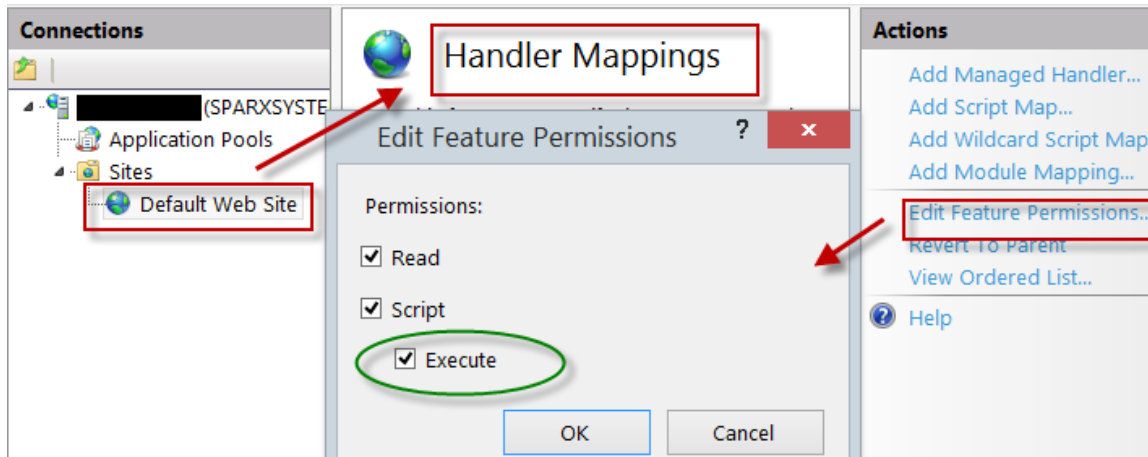 Connections
(SPARXSYSTE
Application Pools
Sites
Default Web Site
Handler Mappings
Edit Feature Permissions ? x
Permissions:
Read
Script
Execute
OK Cancel
Actions
Add Managed Handler...
Add Script Map...
Add Wildcard Script Map
Add Module Mapping...
Edit Feature Permissions...
Revert To Parent
View Ordered List...
Help